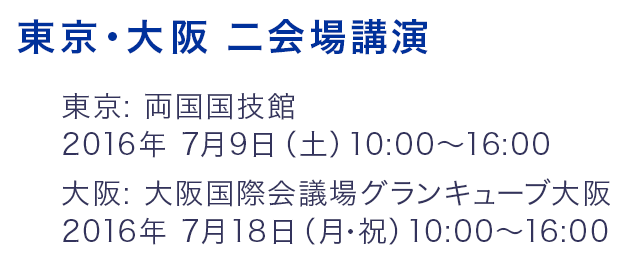 東京・大阪 二会場講演
東京: 両国国技館
2016年 7月9日（土）10:00～16:00
大阪: 大阪国際会議場グランキューブ大阪
2016年 7月18日（月・祝）10:00～16:00